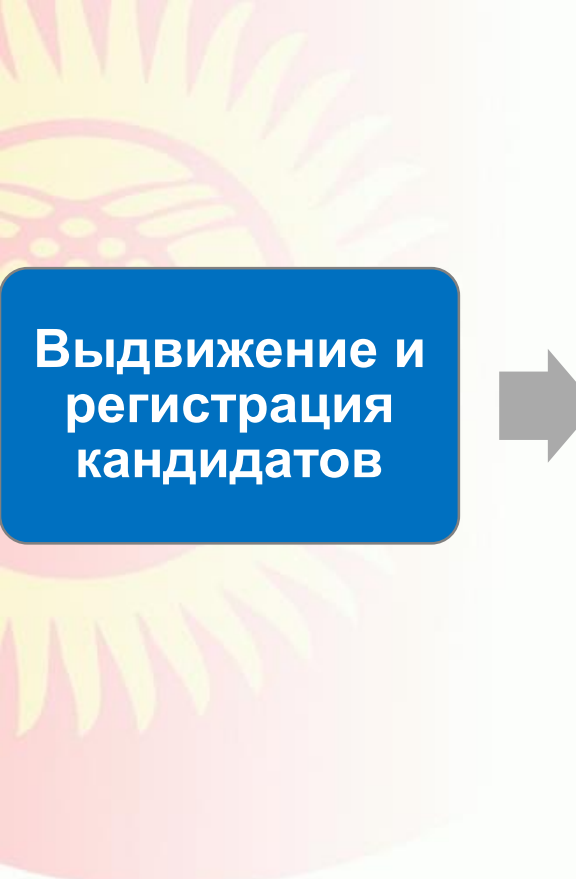 Выдвижение и
регистрация
кандидатов